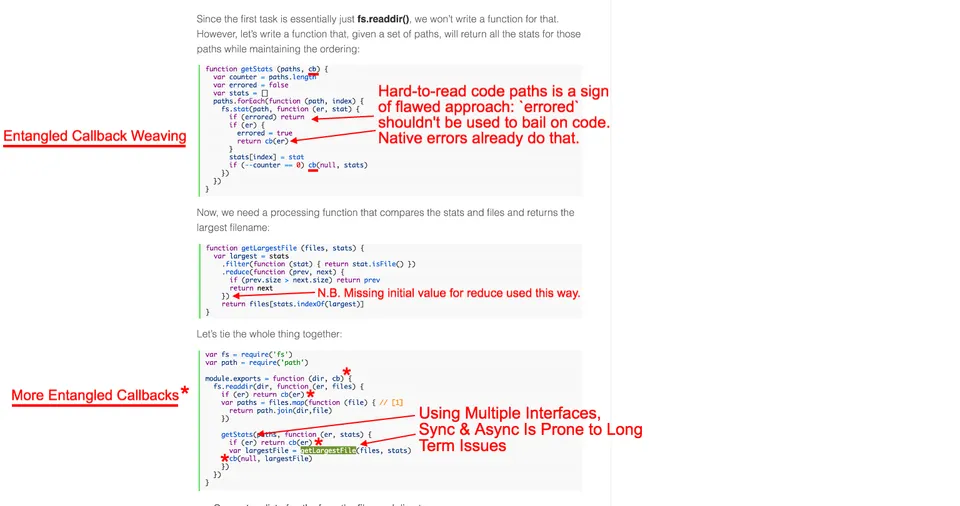 Since the first task is essentially just fs.readdir(), we won't write a function for that.
However, let's write a function that, given a set of paths, will return all the stats for those
paths while maintaining the ordering:
function getStats (paths, cb) {
var counter = paths.length
var errored = false
var stats = []
paths.forEach(function (path, index) {
fs.stat(path, function (er, stat) {
if (errored) return
if (er) {
errored = true
return cb(er)
}
stats[index] = stat
if (--counter == 0) cb(null, stats)
})
})
}
Hard-to-read code paths is a sign
of flawed approach: `errored`
shouldn't be used to bail on code.
Native errors already do that.
Entangled Callback Weaving
Now, we need a processing function that compares the stats and files and returns the
largest filename:
function getLargestFile (files, stats) {
var largest = stats
.filter(function (stat) { return stat.isFile() })
.reduce(function (prev, next) {
if (prev.size > next.size) return prev
return next
})
N.B. Missing initial value for reduce used this way.
return files[stats.indexOf(largest)]
}
Let's tie the whole thing together:
var fs = require('fs')
var path = require('path')
module.exports = function (dir, cb) { *
fs.readdir(dir, function (er, files) {
if (er) return cb(er) *
var paths = files.map(function (file) { // [1]
return path.join(dir,file)
})
More Entangled Callbacks*
getStats(paths, function (er, stats) {
if (er) return cb(er) *
var largestFile = getLargestFile(files, stats)
*cb(null, largestFile)
})
})
}
Using Multiple Interfaces,
Sync & Async Is Prone to Long
Term Issues